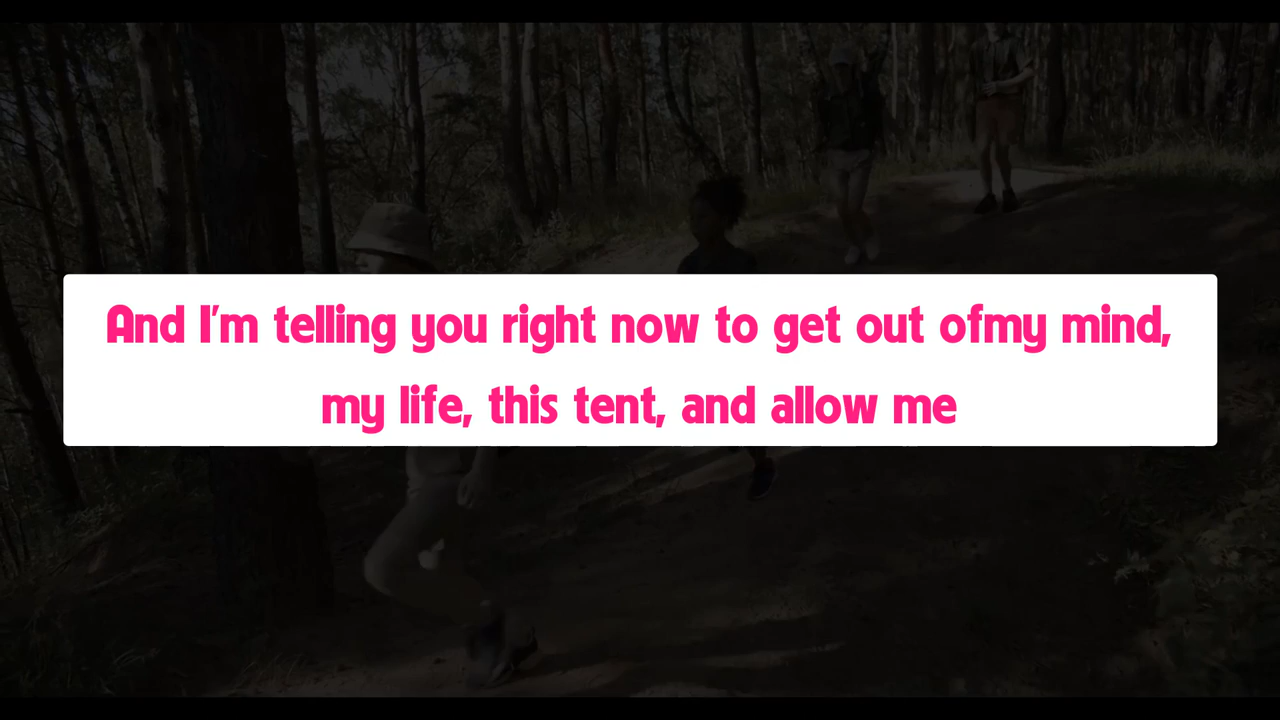 And I'm telling you right now to get out ofmy mind,
my life, this tent, and allow me